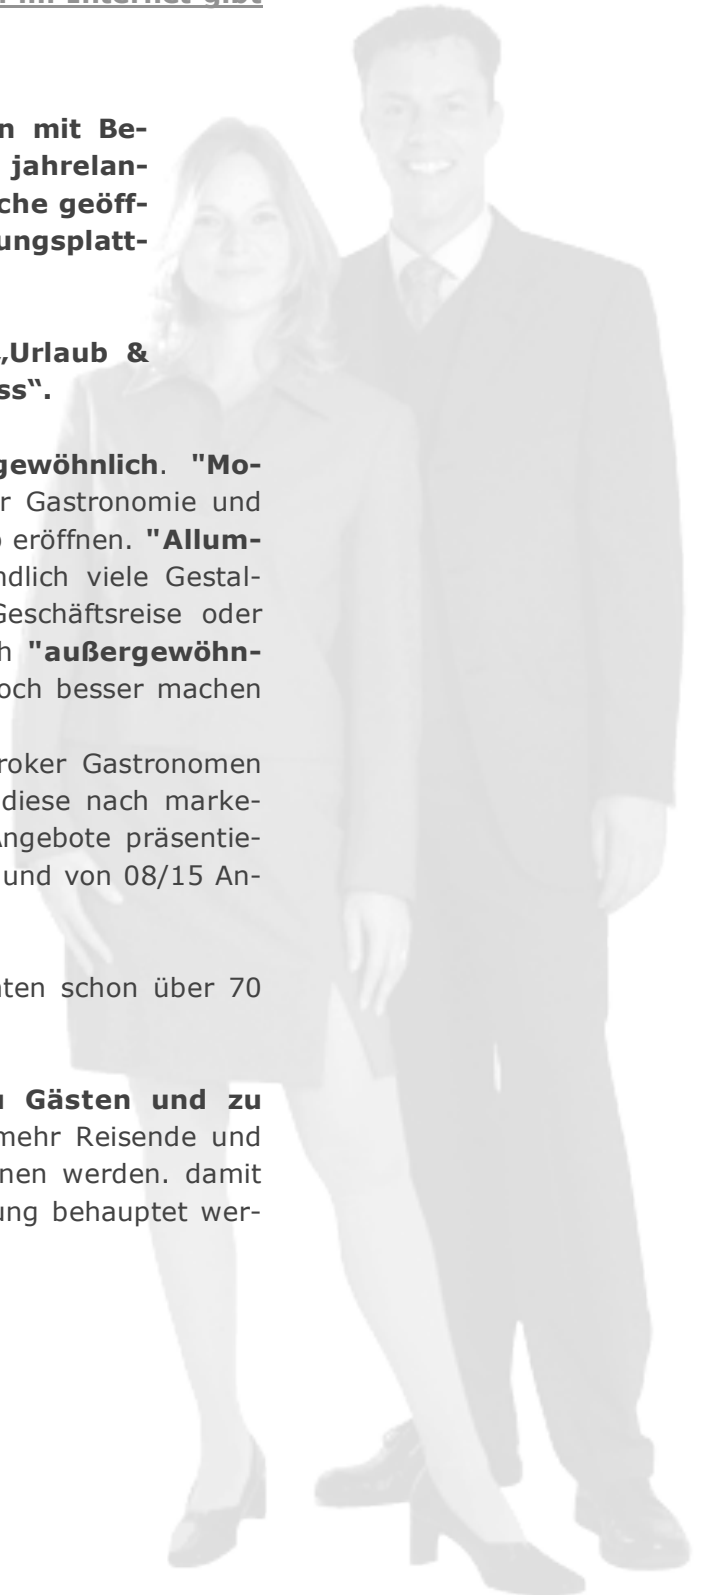 im Internet gibt
mit Be-
jahrelan-
che geöff-
ungsplatt-
„Urlaub &
ss“.
gewöhnlich. "Mo-
r Gastronomie und
eröffnen. "Allum-
ndlich viele Gestal-
Geschäftsreise oder
h "außergewöhn-
och besser machen
roker Gastronomen
diese nach marke-
Angebote präsentie-
und von 08/15 An-
aten schon über 70
u Gästen und zu
mehr Reisende und
nen werden. damit
ung behauptet wer-